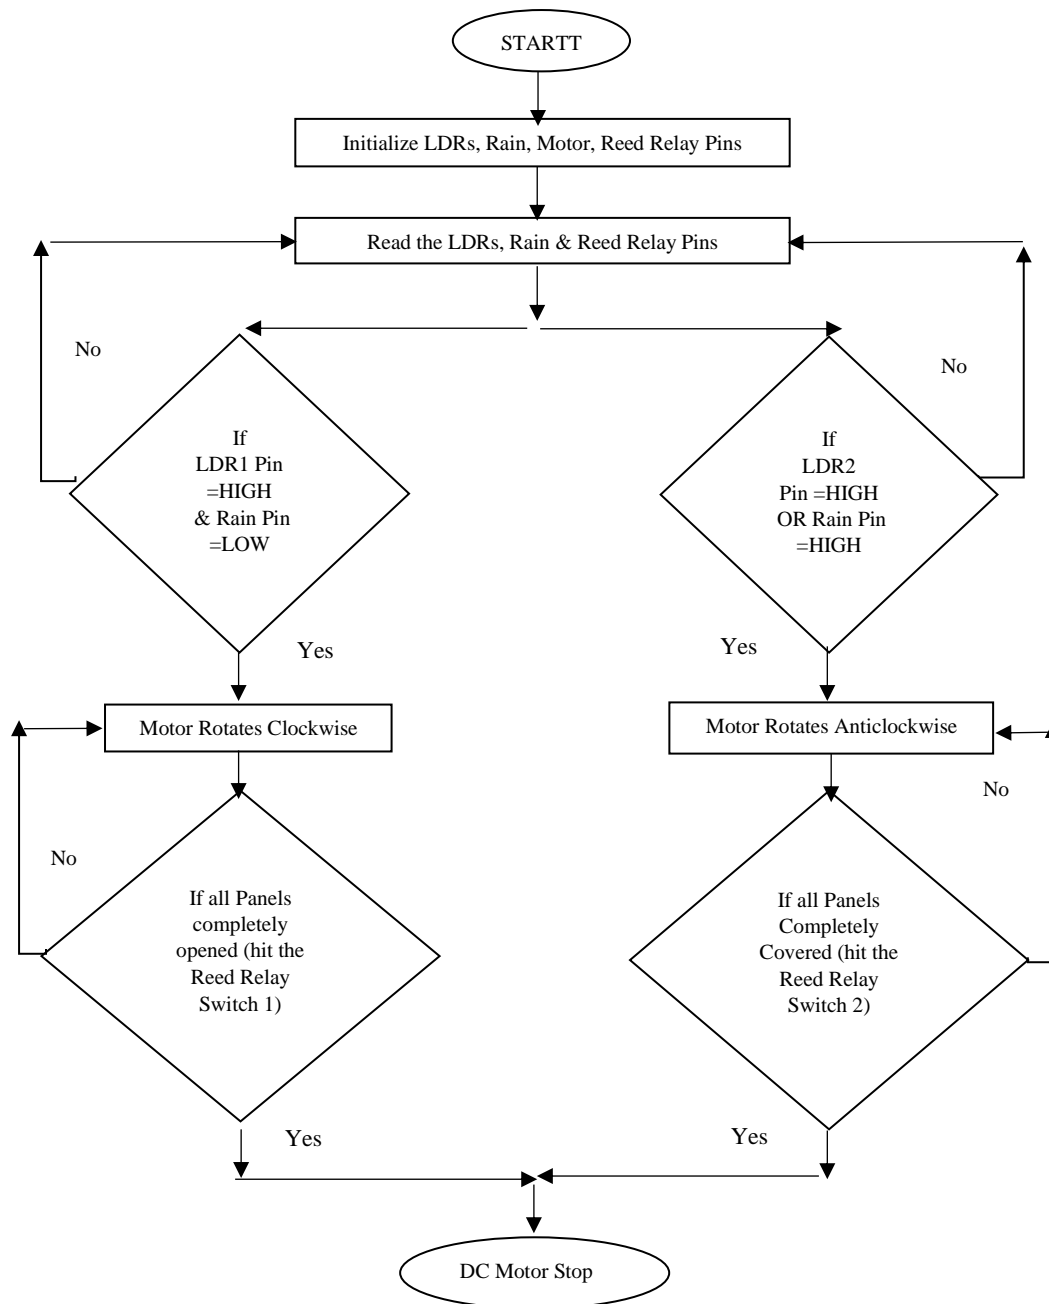 STARTT
Initialize LDRs, Rain, Motor, Reed Relay Pins
Read the LDRs, Rain & Reed Relay Pins
No
No
If
LDR1 Pin
=HIGH
& Rain Pin
=LOW
If
LDR2
Pin =HIGH
OR Rain Pin
=HIGH
Yes
Yes
Motor Rotates Clockwise
Motor Rotates Anticlockwise
No
No
If all Panels
completely
opened (hit the
Reed Relay
Switch 1)
If all Panels
Completely
Covered (hit the
Reed Relay
Switch 2)
Yes
Yes
DC Motor Stop